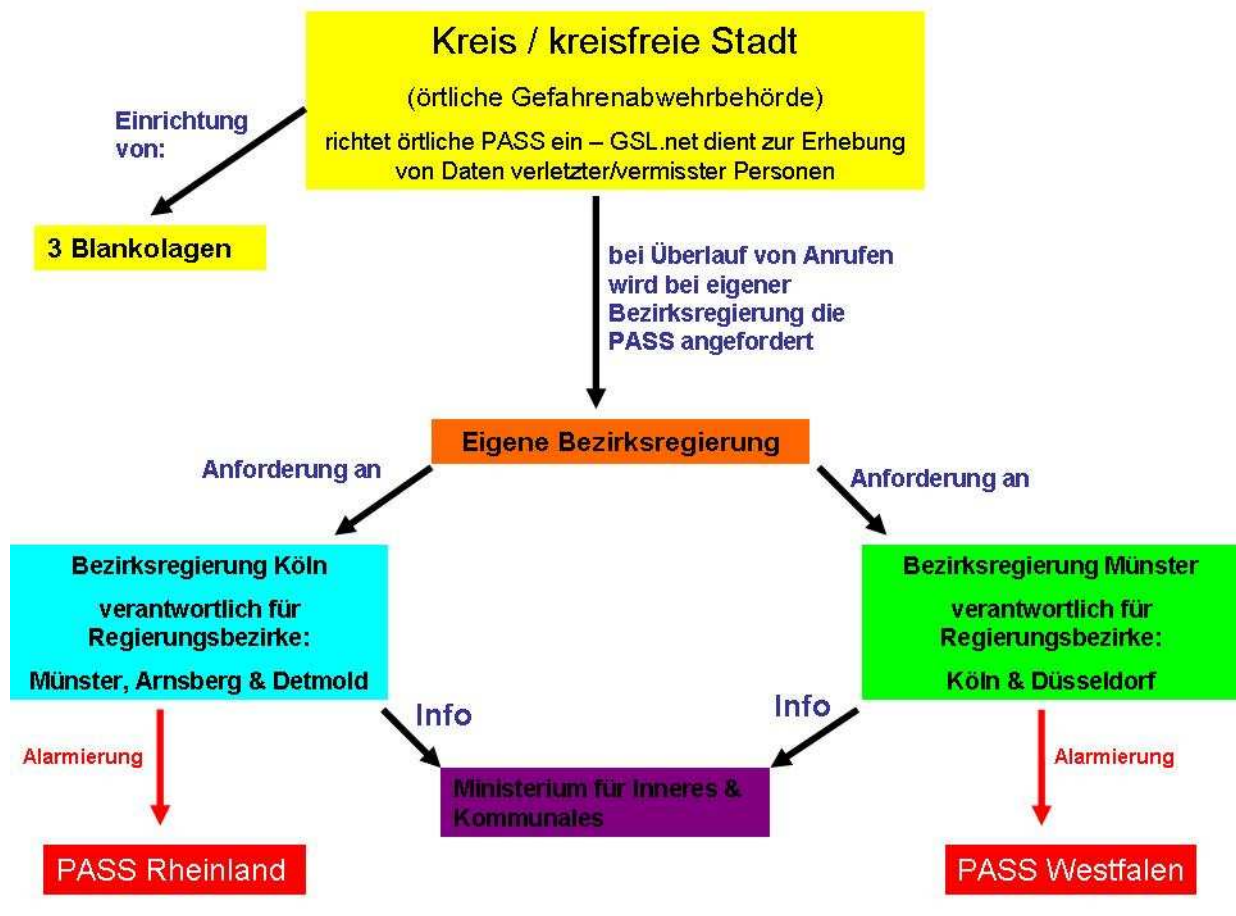 Kreis / kreisfreie Stadt
(örtliche Gefahrenabwehrbehörde)
richtet örtliche PASS ein – GSL.net dient zur Erhebung
von Daten verletzter/vermisster Personen
Einrichtung
von:
3 Blankolagen
bei Überlauf von Anrufen
wird bei eigener
Bezirksregierung die
PASS angefordert
Eigene Bezirksregierung
Anforderung an
Anforderung an
Bezirksregierung Köln
verantwortlich für
Regierungsbezirke:
Münster, Arnsberg & Detmold
Bezirksregierung Münster
verantwortlich für
Regierungsbezirke:
Köln & Düsseldorf
Info
Info
Alarmierung
Alarmierung
Ministerium für Inneres &
Kommunales
PASS Rheinland
PASS Westfalen